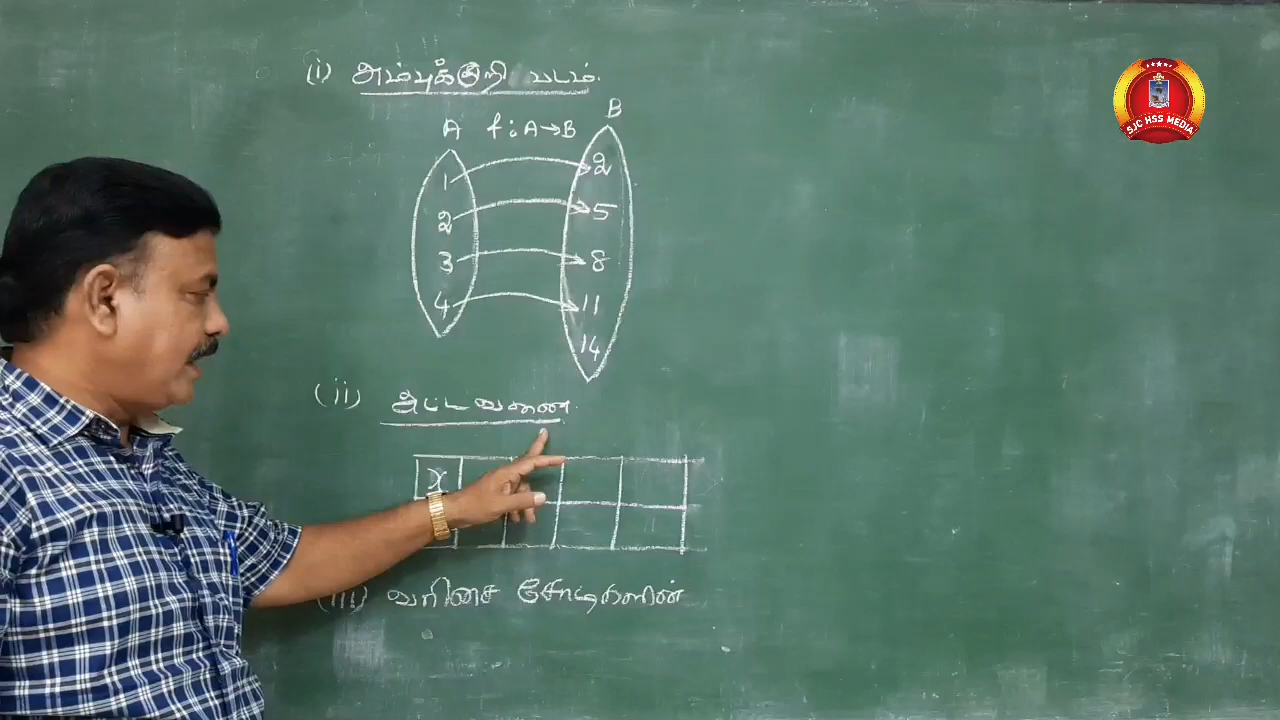 (i) அம்புக்குறி படம்.
A f : A→B B
1 2
2 5
3 8
4 11
14
(ii) அட்டவணை.
x
(iii) வரிசை சோடிகளின்
SJC HSS MEDIA